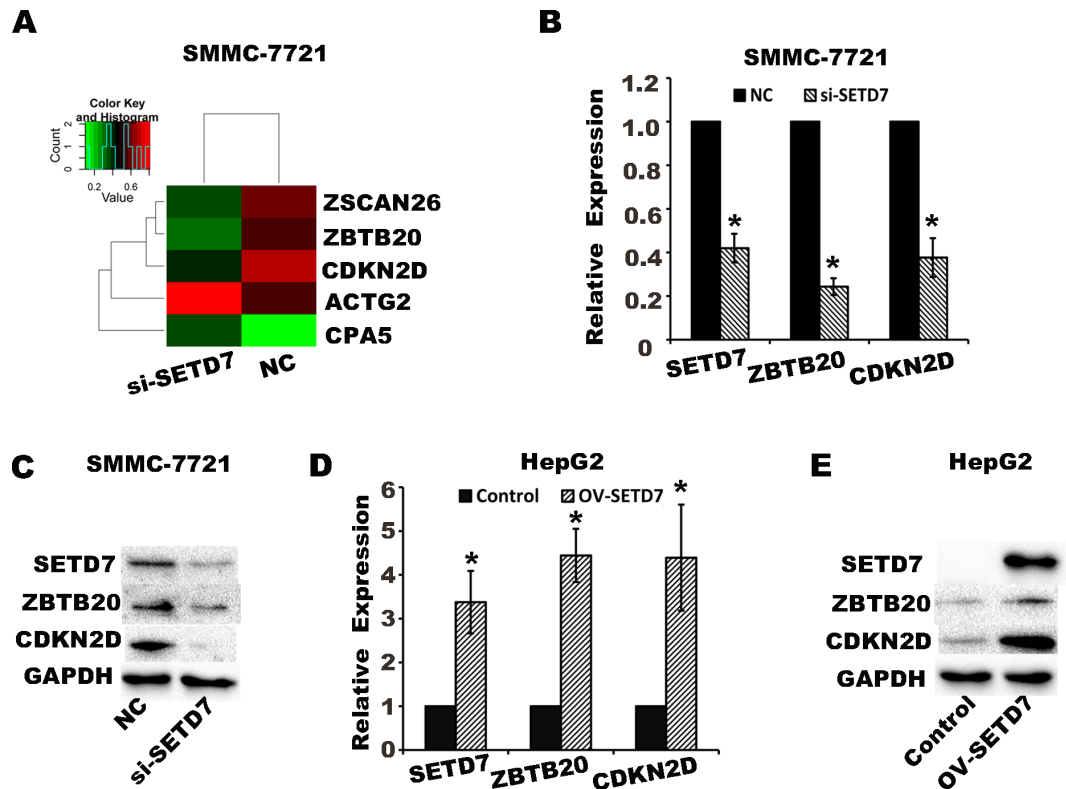 A
SMMC-7721
Color Key
and Histogram
Count
0 1 2
0.2 0.6
Value
ZSCAN26
ZBTB20
CDKN2D
ACTG2
CPA5
si-SETD7 NC
B
SMMC-7721
NC si-SETD7
Relative Expression
1.2
1.0
0.8
0.6
0.4
0.2
0
*
*
*
SETD7 ZBTB20 CDKN2D
C
SMMC-7721
SETD7
ZBTB20
CDKN2D
GAPDH
NC si-SETD7
D
HepG2
Control OV-SETD7
Relative Expression
6
5
4
3
2
1
0
*
*
*
SETD7 ZBTB20 CDKN2D
E
HepG2
SETD7
ZBTB20
CDKN2D
GAPDH
Control OV-SETD7